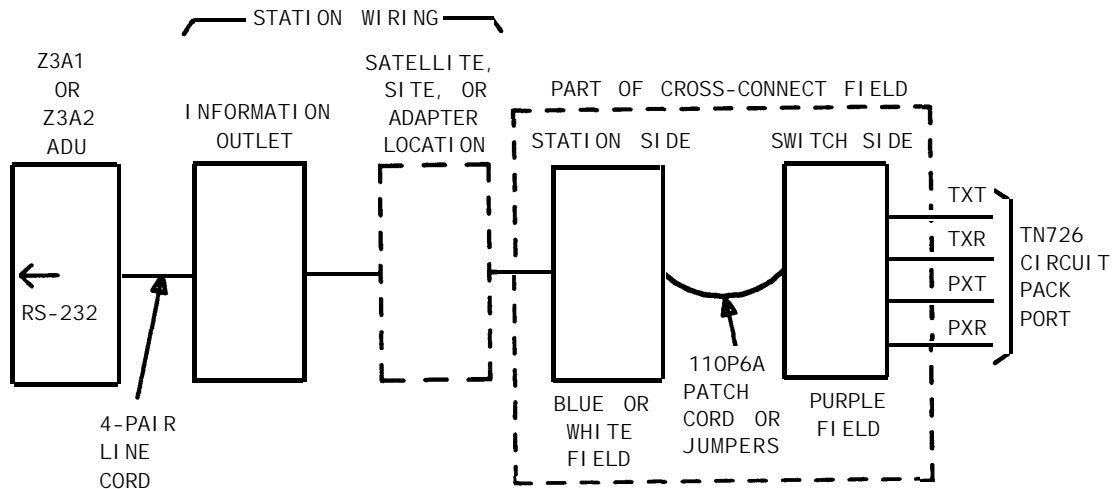 STATION WIRING
Z3A1
OR
Z3A2
ADU
INFORMATION
OUTLET
SATELLITE,
SITE, OR
ADAPTER
LOCATION
PART OF CROSS-CONNECT FIELD
STATION SIDE
SWITCH SIDE
TXT
TXR
PXT
PXR
TN726
CIRCUIT
PACK
PORT
RS-232
4-PAIR
LINE
CORD
BLUE OR
WHITE
FIELD
110P6A
PATCH
CORD OR
JUMPERS
PURPLE
FIELD